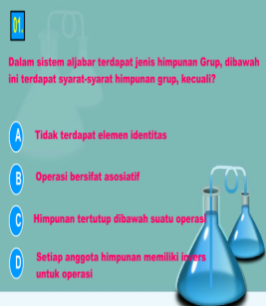 01.
Dalam sistem aljabar terdapat jenis himpunan Grup, dibawah
ini terdapat syarat-syarat himpunan grup, kecuali?
A Tidak terdapat elemen identitas
B Operasi bersifat asosiatif
C Himpunan tertutup dibawah suatu operasi
D Setiap anggota himpunan memiliki invers
untuk operasi